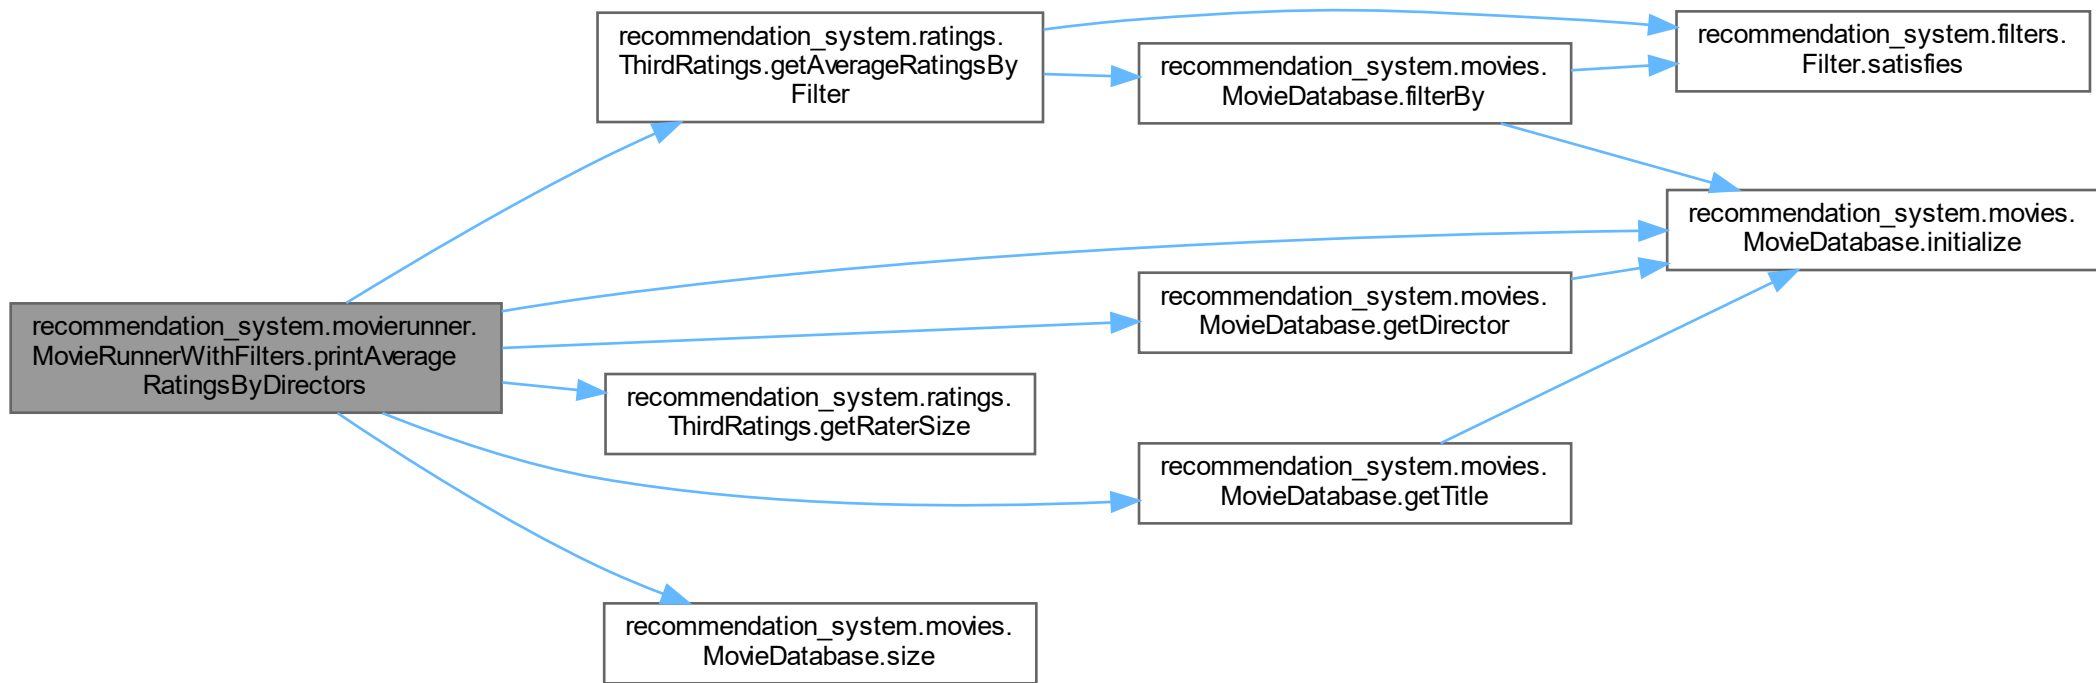 recommendation_system.ratings.
ThirdRatings.getAverageRatingsBy
Filter
recommendation_system.movies.
MovieDatabase.filterBy
recommendation_system.filters.
Filter.satisfies
recommendation_system.movies.
MovieDatabase.initialize
recommendation_system.movierunner.
MovieRunnerWithFilters.printAverage
RatingsByDirectors
recommendation_system.movies.
MovieDatabase.getDirector
recommendation_system.ratings.
ThirdRatings.getRaterSize
recommendation_system.movies.
MovieDatabase.getTitle
recommendation_system.movies.
MovieDatabase.size